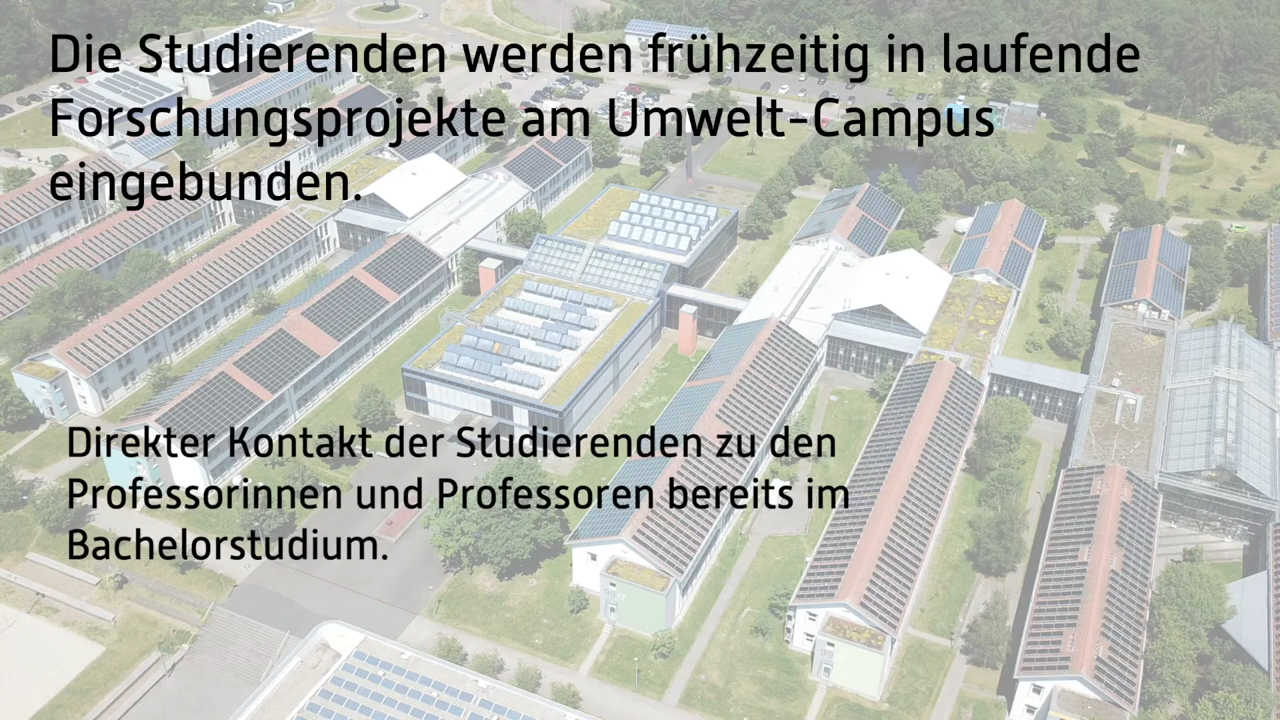 Die Studierenden werden frühzeitig in laufende
Forschungsprojekte am Umwelt-Campus
eingebunden.
Direkter Kontakt der Studierenden zu den
Professorinnen und Professoren bereits im
Bachelorstudium.